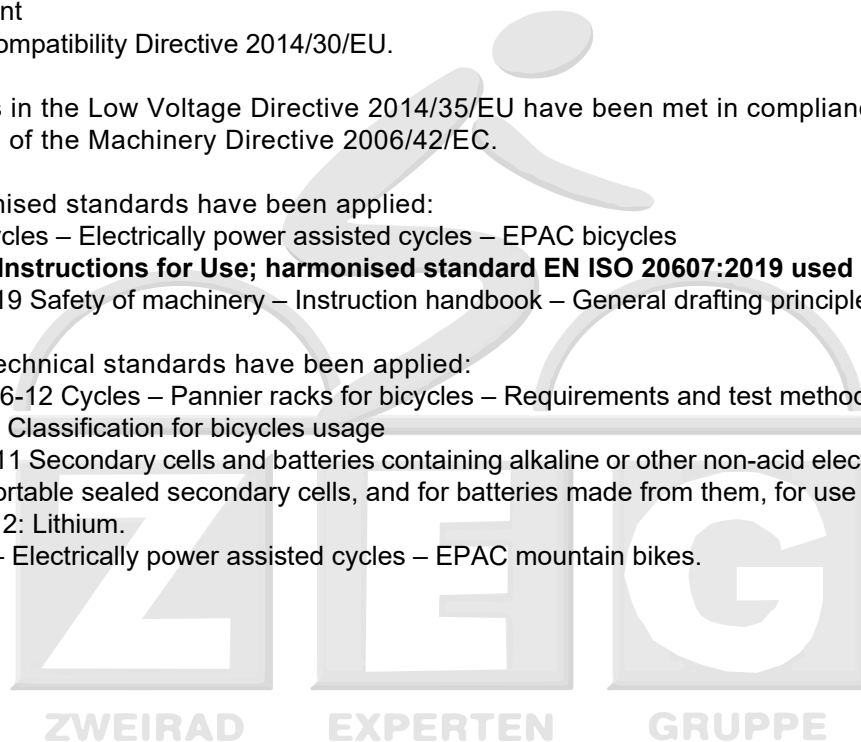 nt
ompatibility Directive 2014/30/EU.
s in the Low Voltage Directive 2014/35/EU have been met in complianc
of the Machinery Directive 2006/42/EC.
nised standards have been applied:
ycles – Electrically power assisted cycles – EPAC bicycles
Instructions for Use; harmonised standard EN ISO 20607:2019 used
19 Safety of machinery – Instruction handbook – General drafting principle
echnical standards have been applied:
6-12 Cycles – Pannier racks for bicycles – Requirements and test method
Classification for bicycles usage
11 Secondary cells and batteries containing alkaline or other non-acid elect
ortable sealed secondary cells, and for batteries made from them, for use
2: Lithium.
– Electrically power assisted cycles – EPAC mountain bikes.
Z E G
ZWEIRAD EXPERTEN GRUPPE